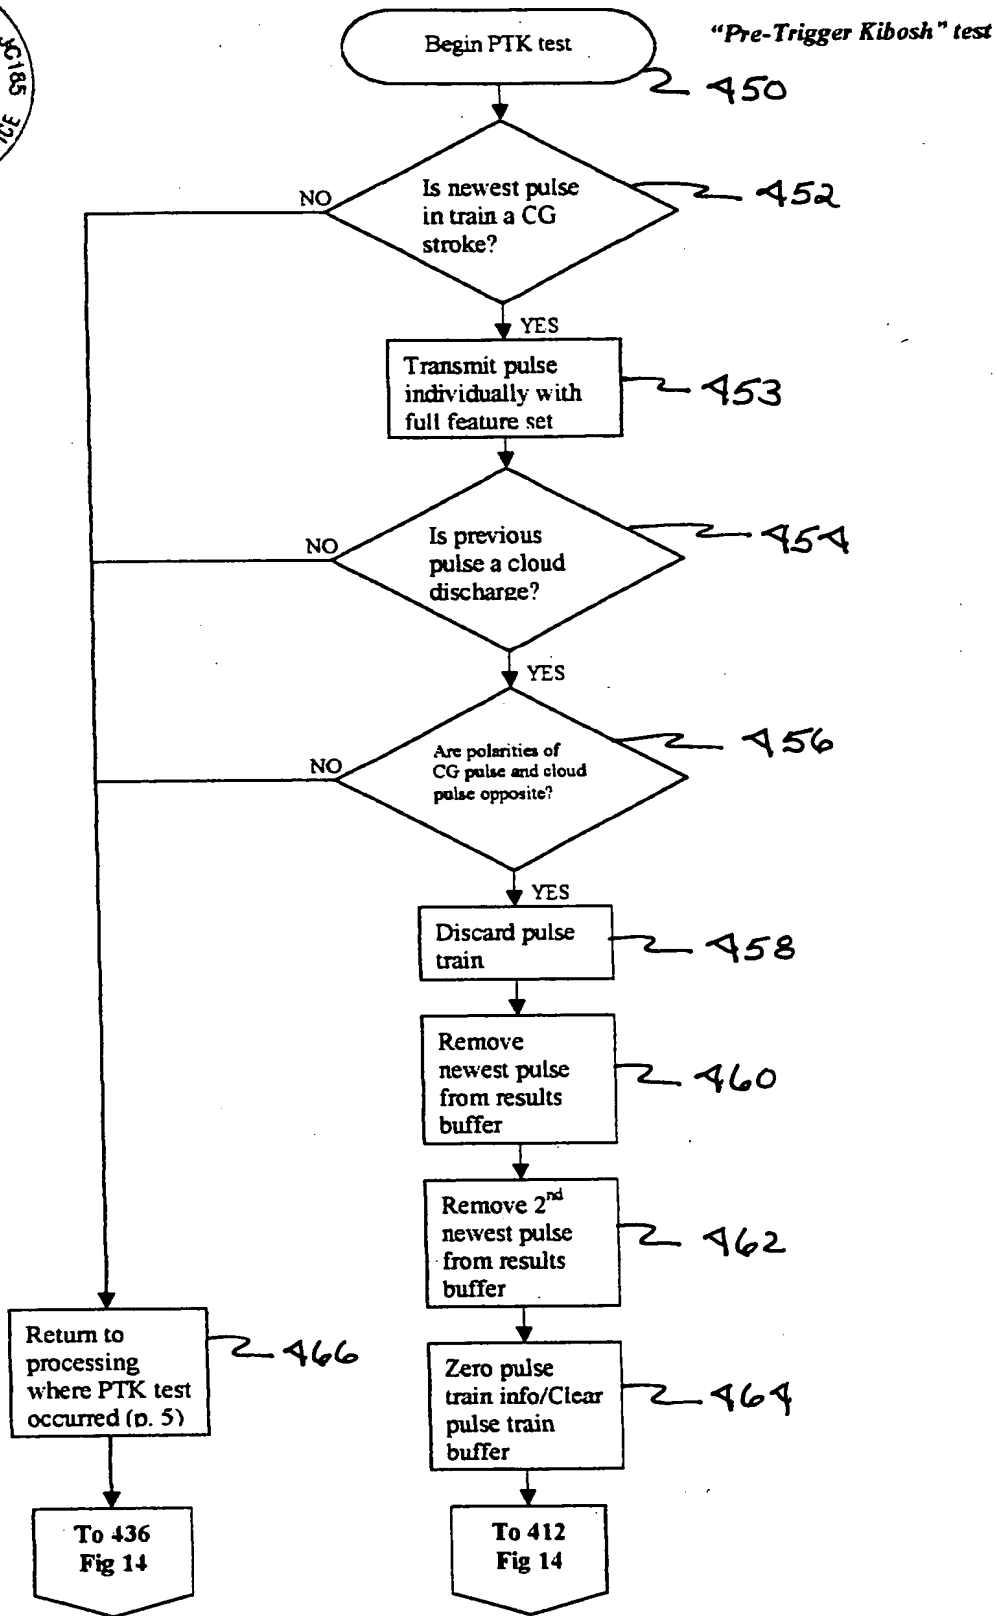 "Pre-Trigger Kibosh" test
JC185
ICE
Begin PTK test
450
Is newest pulse
in train a CG
stroke?
452
NO
YES
Transmit pulse
individually with
full feature set
453
Is previous
pulse a cloud
discharge?
454
NO
YES
Are polarities of
CG pulse and cloud
pulse opposite?
456
NO
YES
Discard pulse
train
458
Remove
newest pulse
from results
buffer
460
Remove 2nd
newest pulse
from results
buffer
462
Return to
processing
where PTK test
occurred (p. 5)
466
Zero pulse
train info/Clear
pulse train
buffer
464
To 436
Fig 14
To 412
Fig 14